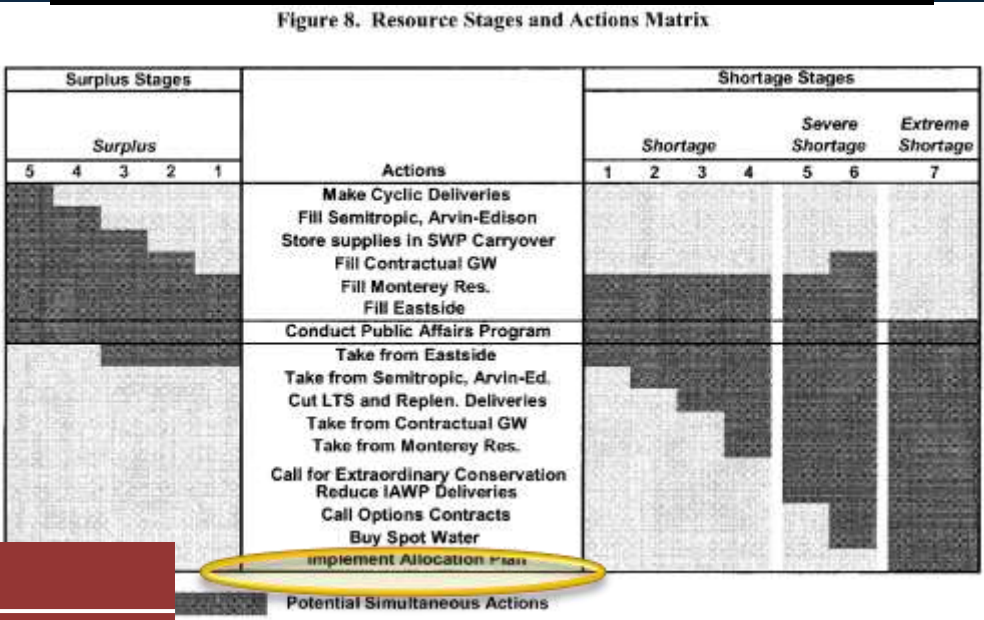 Figure 8. Resource Stages and Actions Matrix
Surplus Stages
Shortage Stages
Surplus
Shortage
Severe
Shortage
Extreme
Shortage
5 4 3 2 1
Actions
1 2 3 4 5 6 7
Make Cyclic Deliveries
Fill Semitropic, Arvin-Edison
Store supplies in SWP Carryover
Fill Contractual GW
Fill Monterey Res.
Fill Eastside
Conduct Public Affairs Program
Take from Eastside
Take from Semitropic, Arvin-Ed.
Cut LTS and Replen. Deliveries
Take from Contractual GW
Take from Monterey Res.
Call for Extraordinary Conservation
Reduce IAWP Deliveries
Call Options Contracts
Buy Spot Water
Implement Allocation Plan
Potential Simultaneous Actions